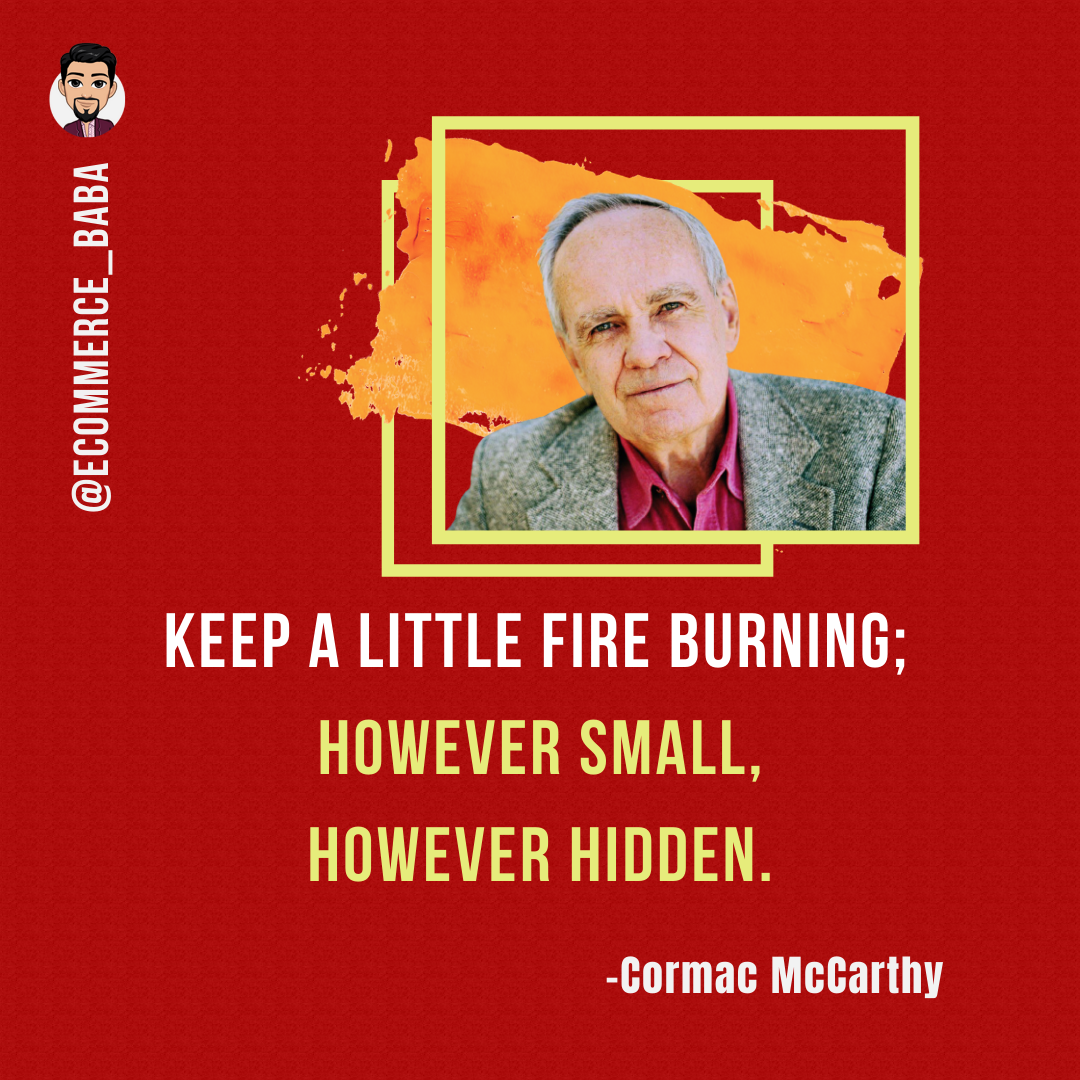 @ECOMMERCE_BABA
KEEP A LITTLE FIRE BURNING;
HOWEVER SMALL,
HOWEVER HIDDEN.
-Cormac McCarthy